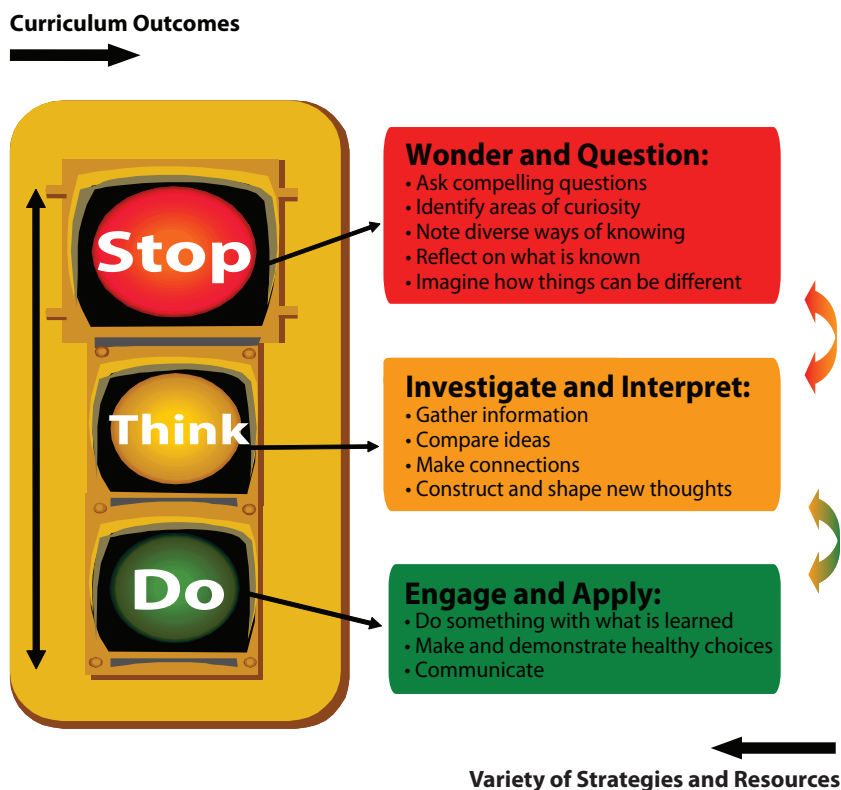 Curriculum Outcomes
Stop
Wonder and Question:
• Ask compelling questions
• Identify areas of curiosity
• Note diverse ways of knowing
• Reflect on what is known
• Imagine how things can be different
Think
Investigate and Interpret:
• Gather information
• Compare ideas
• Make connections
• Construct and shape new thoughts
Do
Engage and Apply:
• Do something with what is learned
• Make and demonstrate healthy choices
• Communicate
Variety of Strategies and Resources